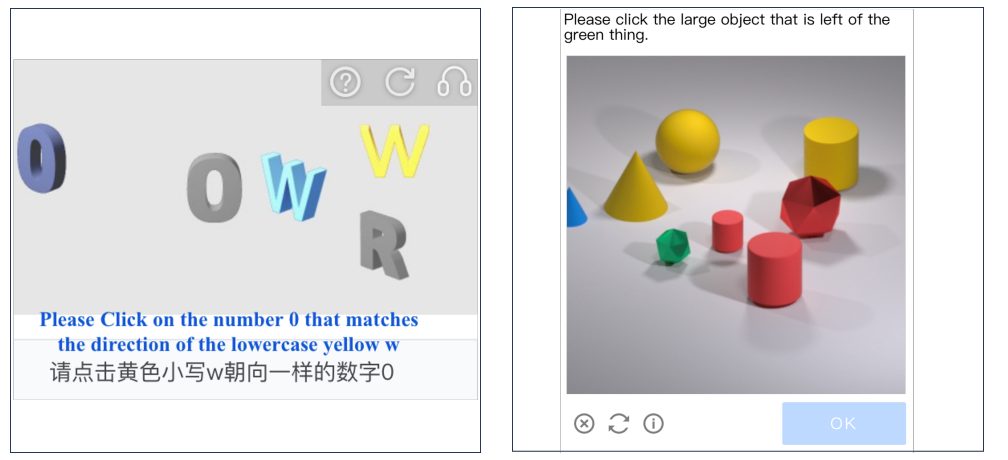 0
O
W
W
R
Please Click on the number 0 that matches
the direction of the lowercase yellow w
请点击黄色小写w朝向一样的数字0
Please click the large object that is left of the
green thing.
OK